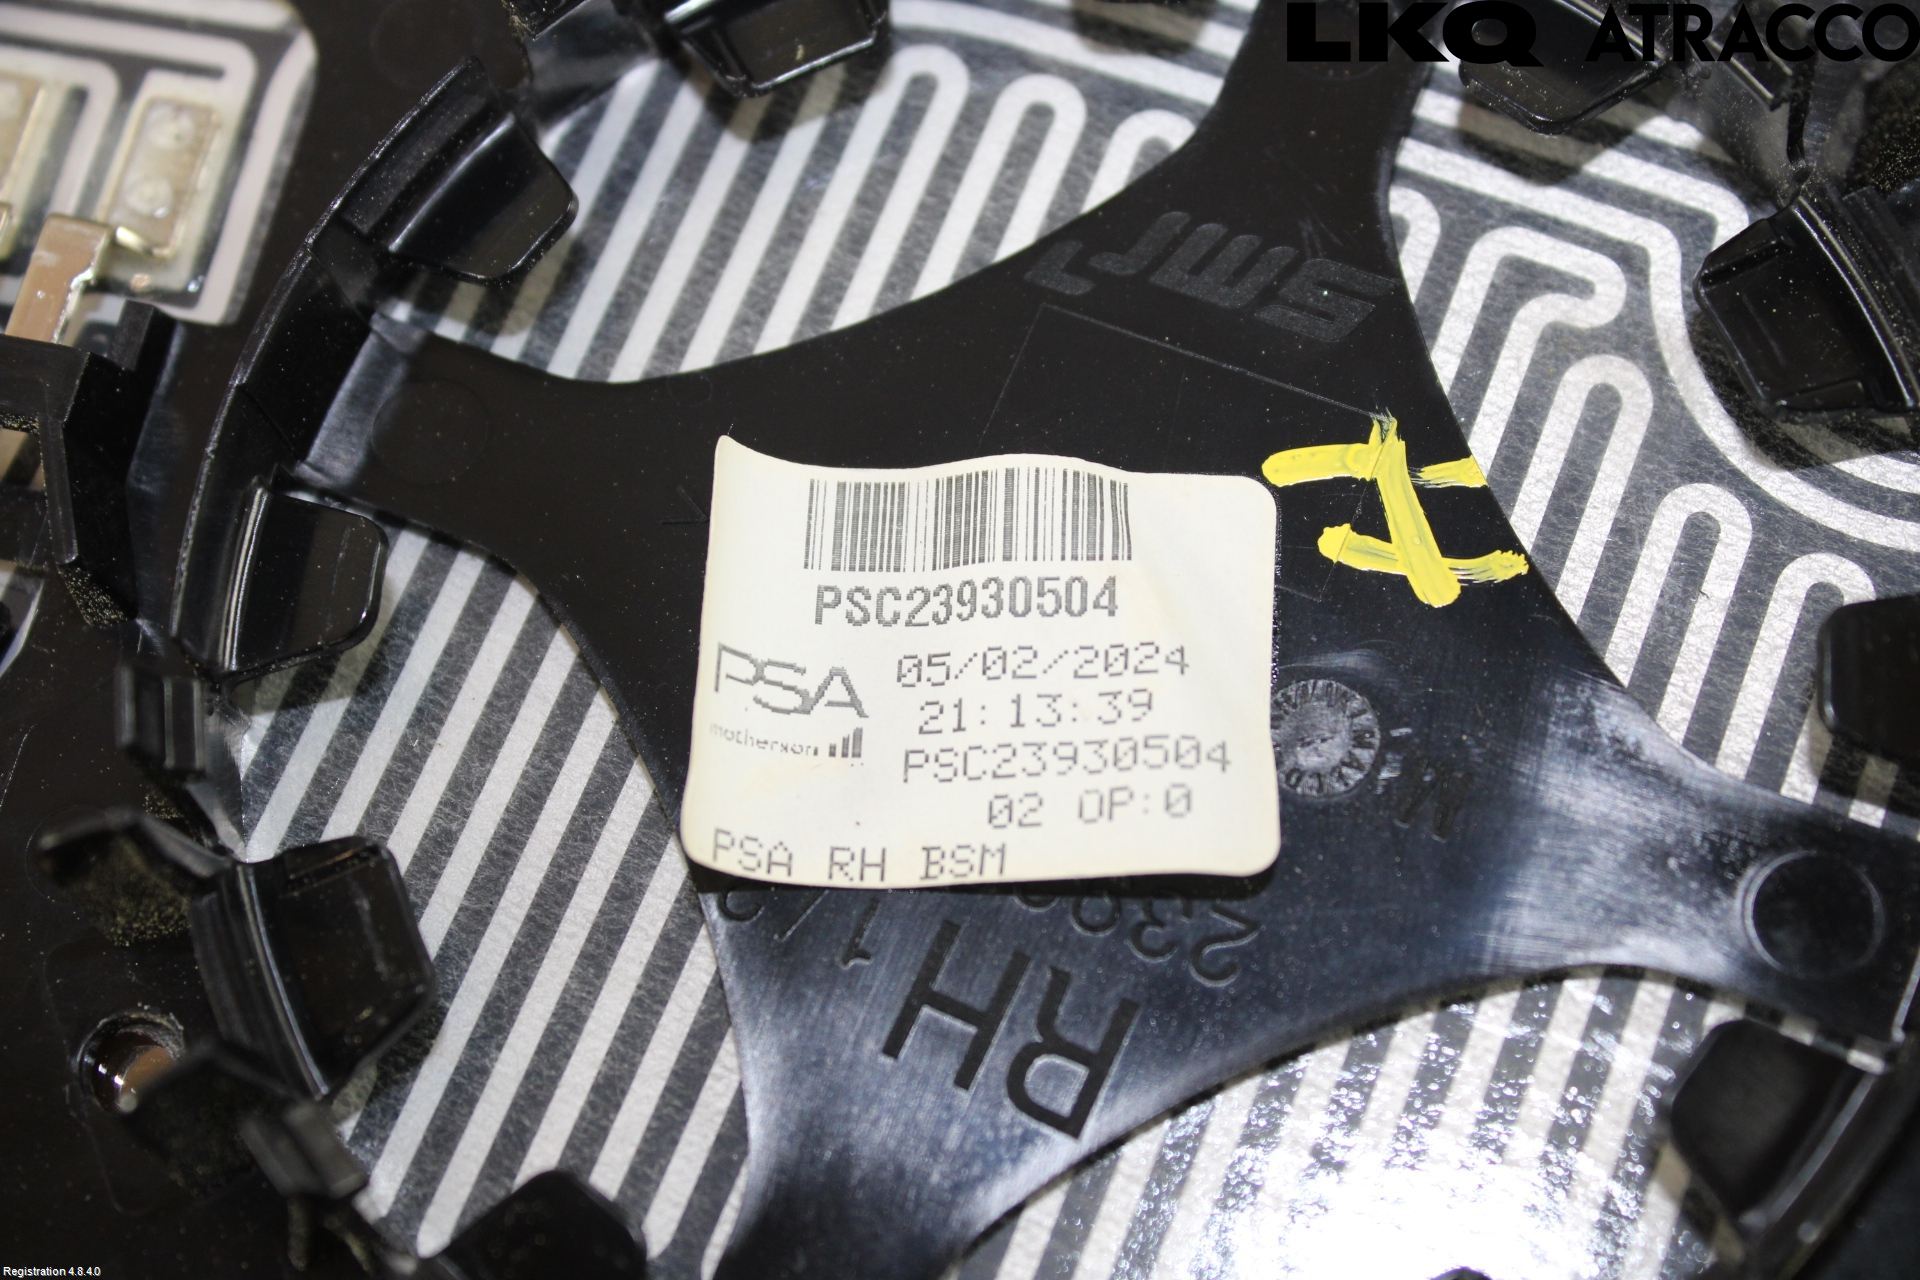 LKQ ATRACCO
SMR
PSC23930504
PSA
05/02/2024
21:13:39
motherson
PSC23930504
02 OP:0
PSA RH BSM
RH
Registration 4.8.4.0